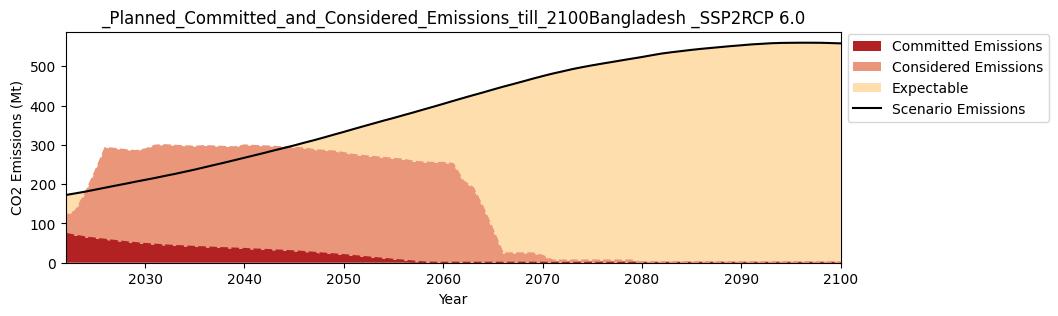 _Planned_Committed_and_Considered_Emissions_till_2100Bangladesh _SSP2RCP 6.0
CO2 Emissions (Mt)
500
400
300
200
100
0
2030 2040 2050 2060 2070 2080 2090 2100
Year
Committed Emissions
Considered Emissions
Expectable
Scenario Emissions